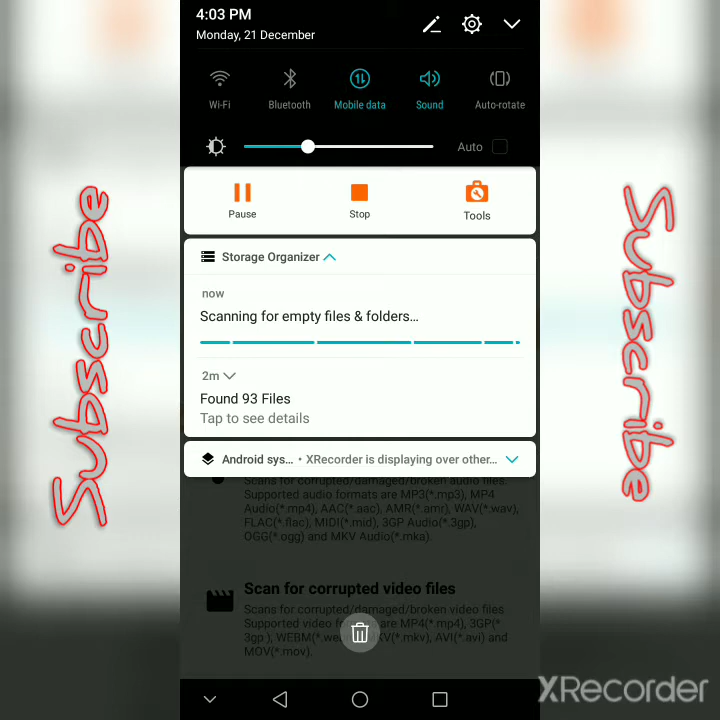 4:03 PM
Monday, 21 December
Wi-Fi
Bluetooth
Mobile data
Sound
Auto-rotate
Auto
Pause
Stop
Tools
Storage Organizer
now
Scanning for empty files & folders...
2m
Found 93 Files
Tap to see details
Android sys... • XRecorder is displaying over other...
Scans for corrupted/damaged/broken audio files.
Supported audio formats are MP3(*.mp3), MP4
Audio(*.mp4), AAC(*.aac), AMR(*.amr), WAV(*.wav),
FLAC(*.flac), MIDI(*.mid), 3GP Audio(*.3gp),
OGG(*.ogg) and MKV Audio(*.mka).
Scan for corrupted video files
Scans for corrupted/damaged/broken video files
Supported video are MP4(*.mp4), 3GP(*
3gp ), AVI(*.avi) and
MOV(*.mov).
Subscribe
Subscribe
XRecorder